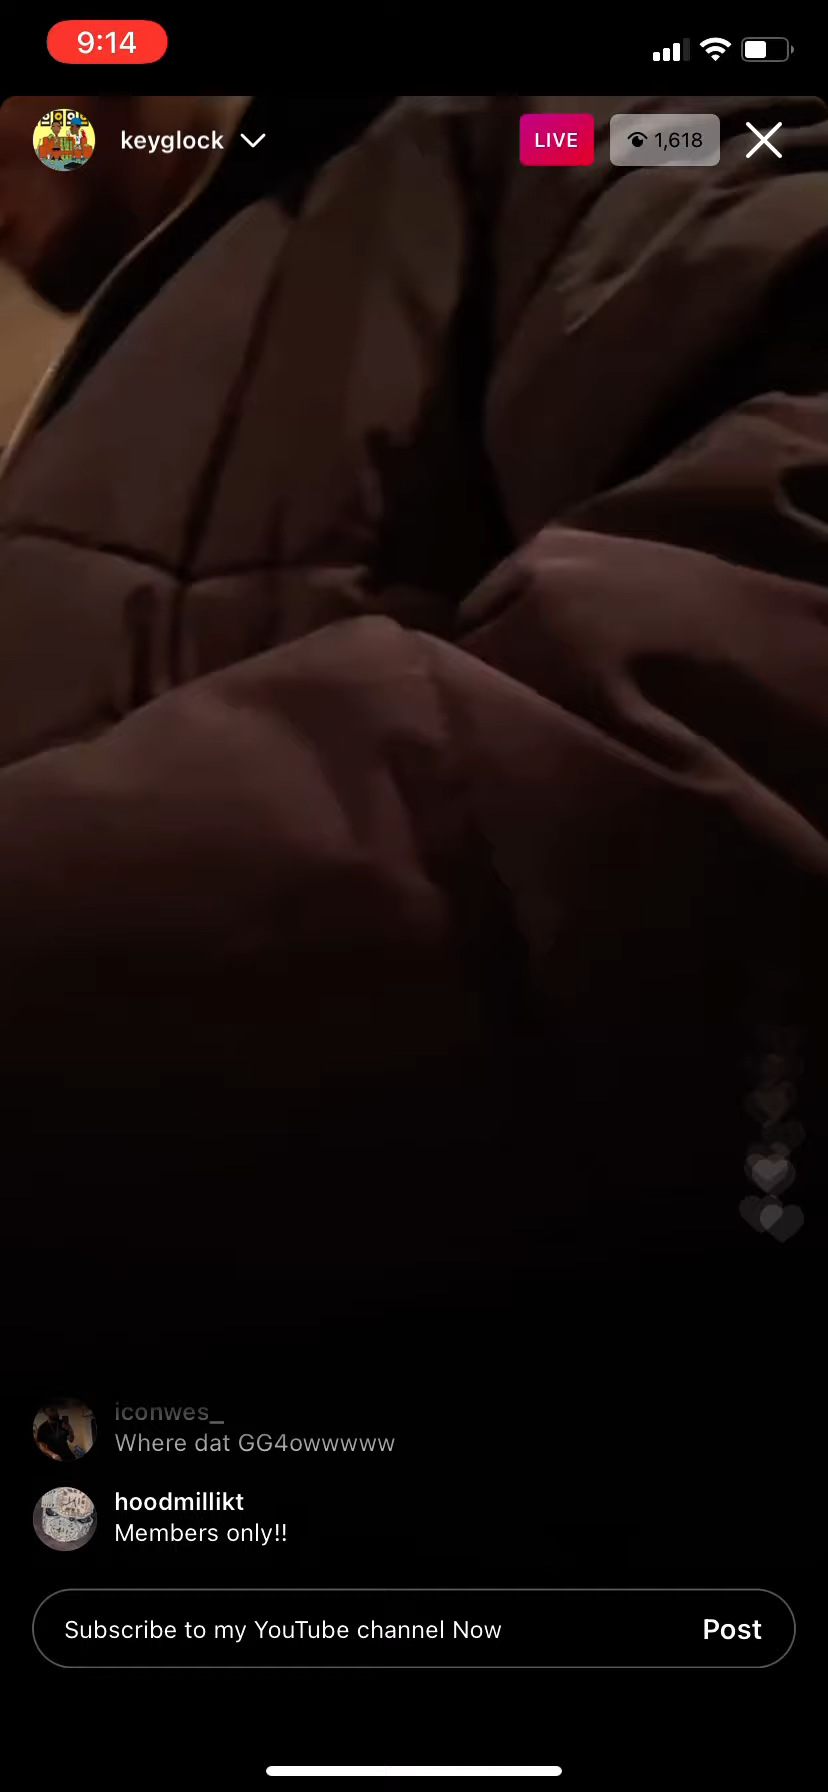 9:14
keyglock
LIVE
1,618
iconwes_
Where dat GG4owwwww
hoodmillikt
Members only!!
Subscribe to my YouTube channel Now
Post